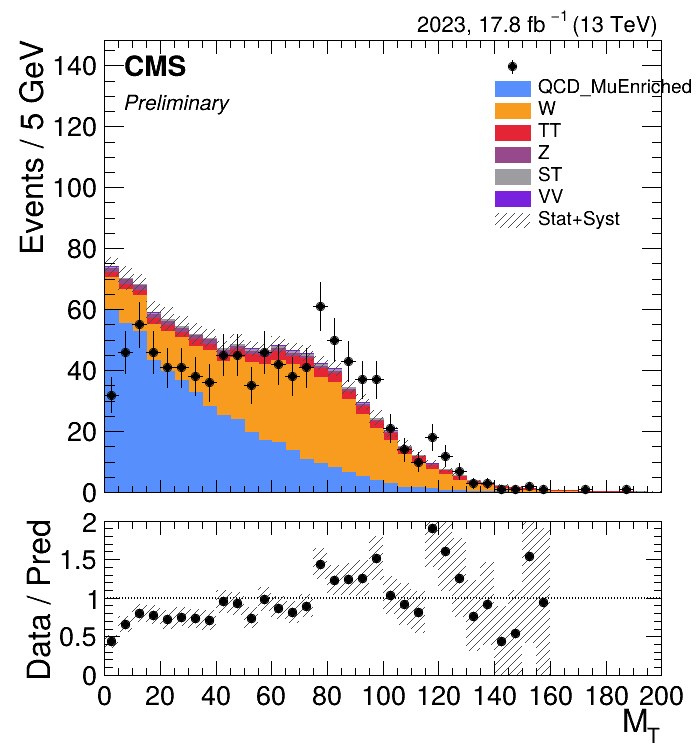 2023, 17.8 fb⁻¹ (13 TeV)
CMS
Preliminary
QCD_MuEnriched
W
TT
Z
ST
VV
Stat+Syst
Events / 5 GeV
140
120
100
80
60
40
20
0
Data / Pred
2
1.5
1
0.5
0
0 20 40 60 80 100 120 140 160 180 200
M_T